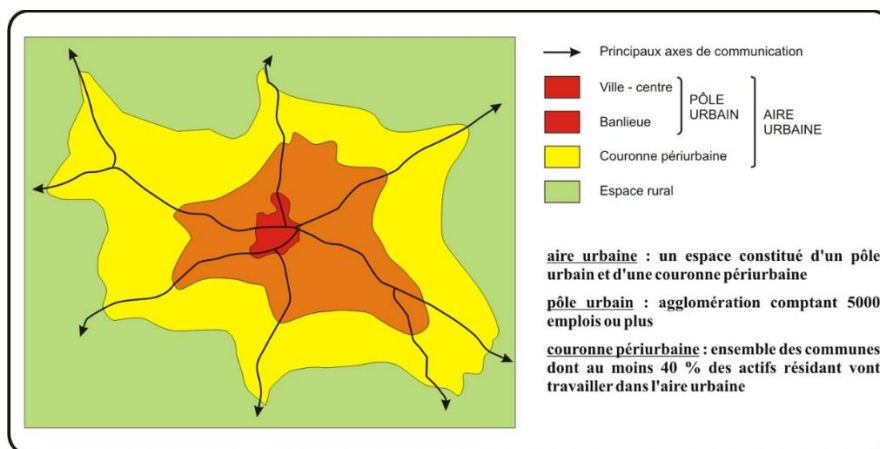 Principaux axes de communication
Ville - centre
Banlieue
PÔLE
URBAIN
AIRE
URBAINE
Couronne périurbaine
Espace rural
aire urbaine : un espace constitué d'un pôle
urbain et d'une couronne périurbaine
pôle urbain : agglomération comptant 5000
emplois ou plus
couronne périurbaine : ensemble des communes
dont au moins 40 % des actifs résidant vont
travailler dans l'aire urbaine